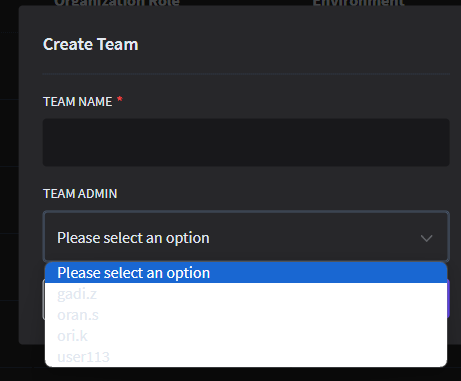 Organization Role Environment
Create Team
TEAM NAME *
TEAM ADMIN
Please select an option
Please select an option
gadi.z
oran.s
ori.k
user113